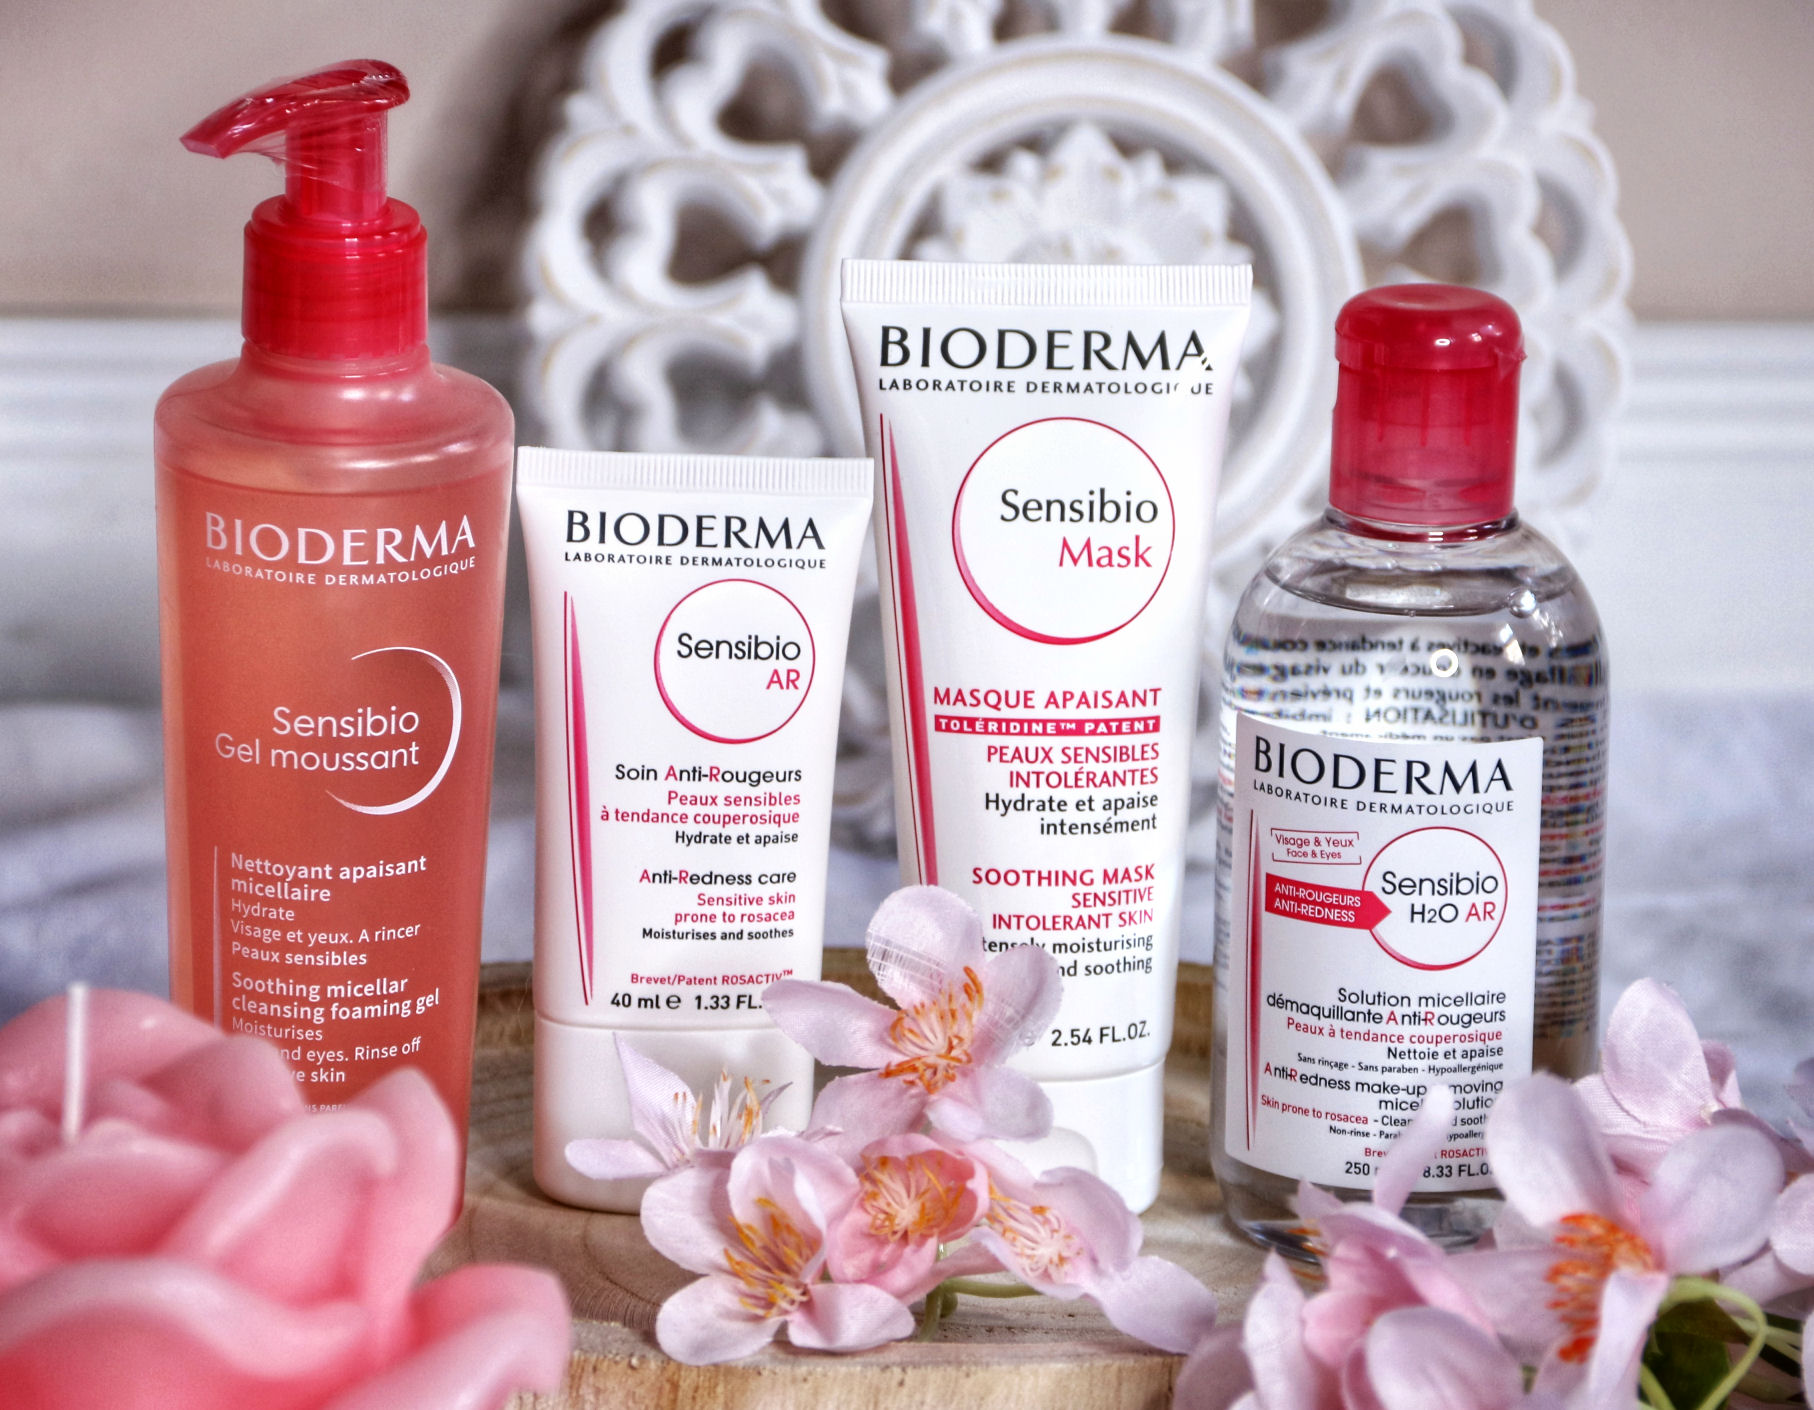 BIODERMA
LABORATOIRE DERMATOLOGIQUE
Sensibio
Gel moussant
Nettoyant apaisant
micellaire
Hydrate
Visage et yeux. A rincer
Peaux sensibles
Soothing micellar
cleansing foaming gel
Moisturises
eyes. Rinse off
skin
BIODERMA
LABORATOIRE DERMATOLOGIQUE
Sensibio
AR
Soin Anti-Rougeurs
Peaux sensibles
à tendance couperosique
Hydrate et apaise
Anti-Redness care
Sensitive skin
prone to rosacea
Moisturises and soothes
Brevet/Patent ROSACTIV™
40 ml e 1.33 FL.
BIODERMA
LABORATOIRE DERMATOLOGIQUE
Sensibio
Mask
MASQUE APAISANT
TOLÉRIDINE™ PATENT
PEAUX SENSIBLES
INTOLÉRANTES
Hydrate et apaise
intensément
SOOTHING MASK
SENSITIVE
INTOLERANT SKIN
moisturising
soothing
2.54 FL.OZ.
BIODERMA
LABORATOIRE DERMATOLOGIQUE
Visage & Yeux
Face & Eyes
ANTI-ROUGEURS
ANTI-REDNESS
Sensibio
H2O AR
Solution micellaire
démaquillante Anti-Rougeurs
Peaux à tendance couperosique
Nettoie et apaise
Sans rinçage - Sans paraben - Hypoallergénique
Anti-Redness make-up
Skin prone to rosacea -
Non-rinse -
ROSACTIV
250 8.33 FL.O